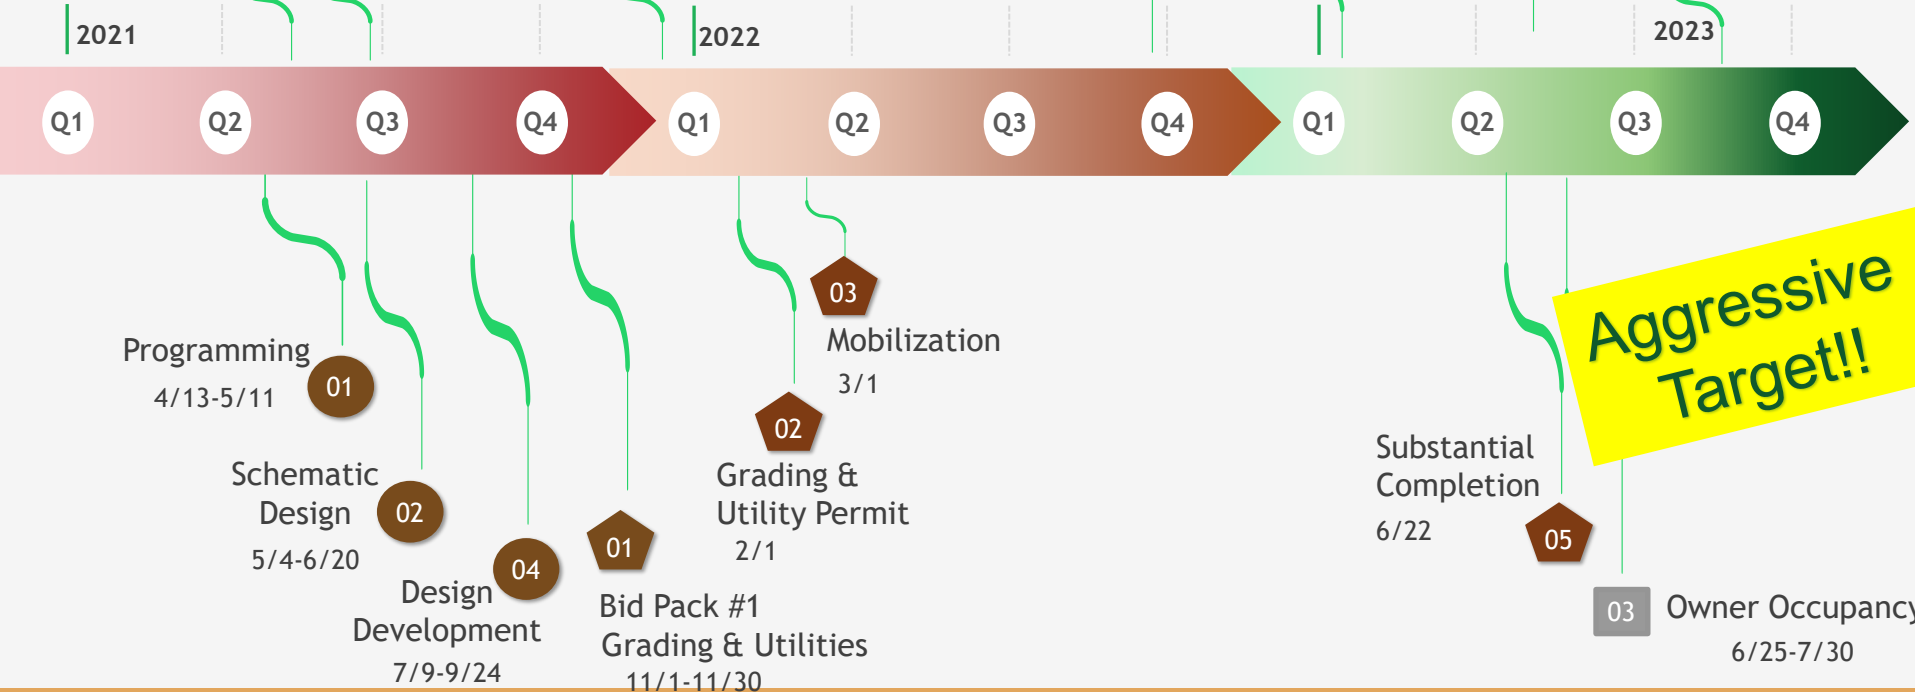 2021
2022
2023
Q1
Q2
Q3
Q4
Q1
Q2
Q3
Q4
Q1
Q2
Q3
Q4
Programming
4/13-5/11
01
Schematic
Design
5/4-6/20
02
Design
Development
7/9-9/24
04
01
Bid Pack #1
Grading & Utilities
11/1-11/30
02
Grading &
Utility Permit
2/1
03
Mobilization
3/1
Substantial
Completion
6/22
05
Aggressive
Target!!
03
Owner Occupancy
6/25-7/30